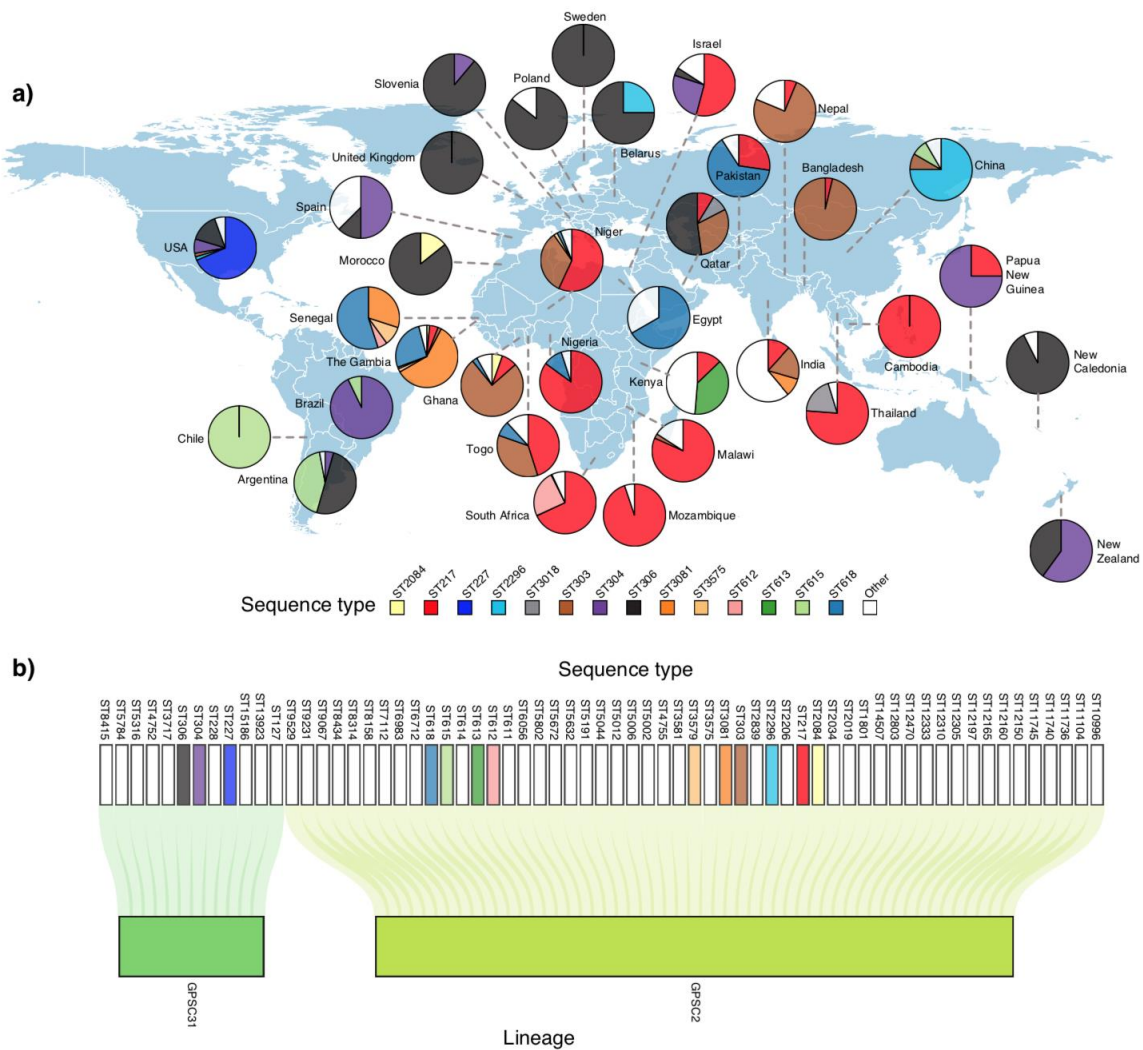 a)
Sweden
Israel
Slovenia
Poland
Nepal
Belarus
United Kingdom
Pakistan
Bangladesh
China
Spain
USA
Niger
Morocco
Qatar
Papua
New
Guinea
Senegal
Egypt
The Gambia
Nigeria
Cambodia
New
Caledonia
Kenya
India
Ghana
Brazil
Thailand
Chile
Togo
Malawi
Argentina
South Africa
Mozambique
New
Zealand
Sequence type
ST2084
ST217
ST227
ST2296
ST3018
ST303
ST304
ST306
ST3081
ST3575
ST612
ST613
ST615
ST618
Other
b)
Sequence type
ST8415
ST5784
ST5316
ST4752
ST3717
ST306
ST304
ST228
ST227
ST15186
ST13923
ST127
ST9529
ST9231
ST9067
ST8434
ST8314
ST8158
ST7112
ST6983
ST6712
ST618
ST615
ST614
ST613
ST612
ST611
ST6056
ST5802
ST5672
ST5632
ST5191
ST5044
ST5012
ST5006
ST5002
ST4755
ST3581
ST3579
ST3575
ST3081
ST303
ST2839
ST2296
ST2206
ST217
ST2084
ST2034
ST2019
ST1801
ST14507
ST12803
ST12470
ST12333
ST12310
ST12305
ST12197
ST12165
ST12160
ST12150
ST11745
ST11740
ST11736
ST11104
ST10996
GPSC31
GPSC2
Lineage